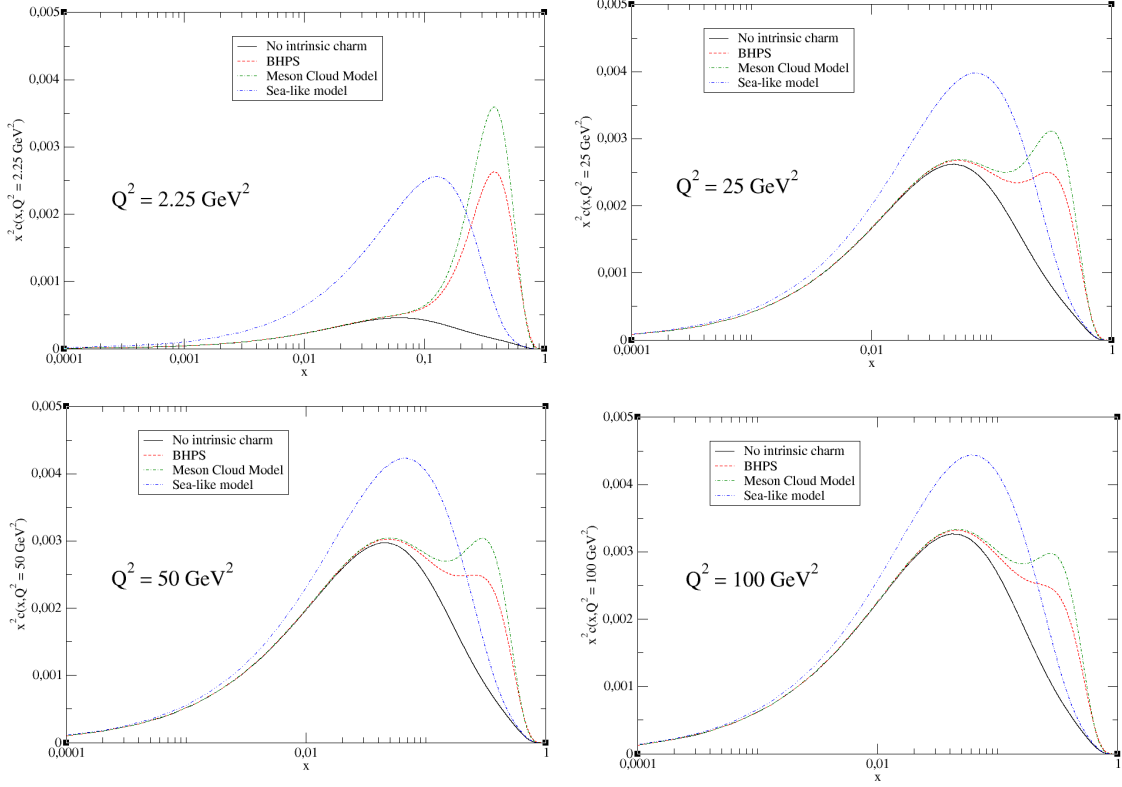 0,005
0,004
0,003
0,002
0,001
0
x² c(x,Q² = 2.25 GeV²)
No intrinsic charm
BHPS
Meson Cloud Model
Sea-like model
Q² = 2.25 GeV²
0,0001
0,001
0,01
0,1
1
x
0,005
0,004
0,003
0,002
0,001
0
x² c(x,Q² = 25 GeV²)
No intrinsic charm
BHPS
Meson Cloud Model
Sea-like model
Q² = 25 GeV²
0,0001
0,01
1
x
0,005
0,004
0,003
0,002
0,001
0
x² c(x,Q² = 50 GeV²)
No intrinsic charm
BHPS
Meson Cloud Model
Sea-like model
Q² = 50 GeV²
0,0001
0,01
1
x
0,005
0,004
0,003
0,002
0,001
0
x² c(x,Q² = 100 GeV²)
No intrinsic charm
BHPS
Meson Cloud Model
Sea-like model
Q² = 100 GeV²
0,0001
0,01
1
x